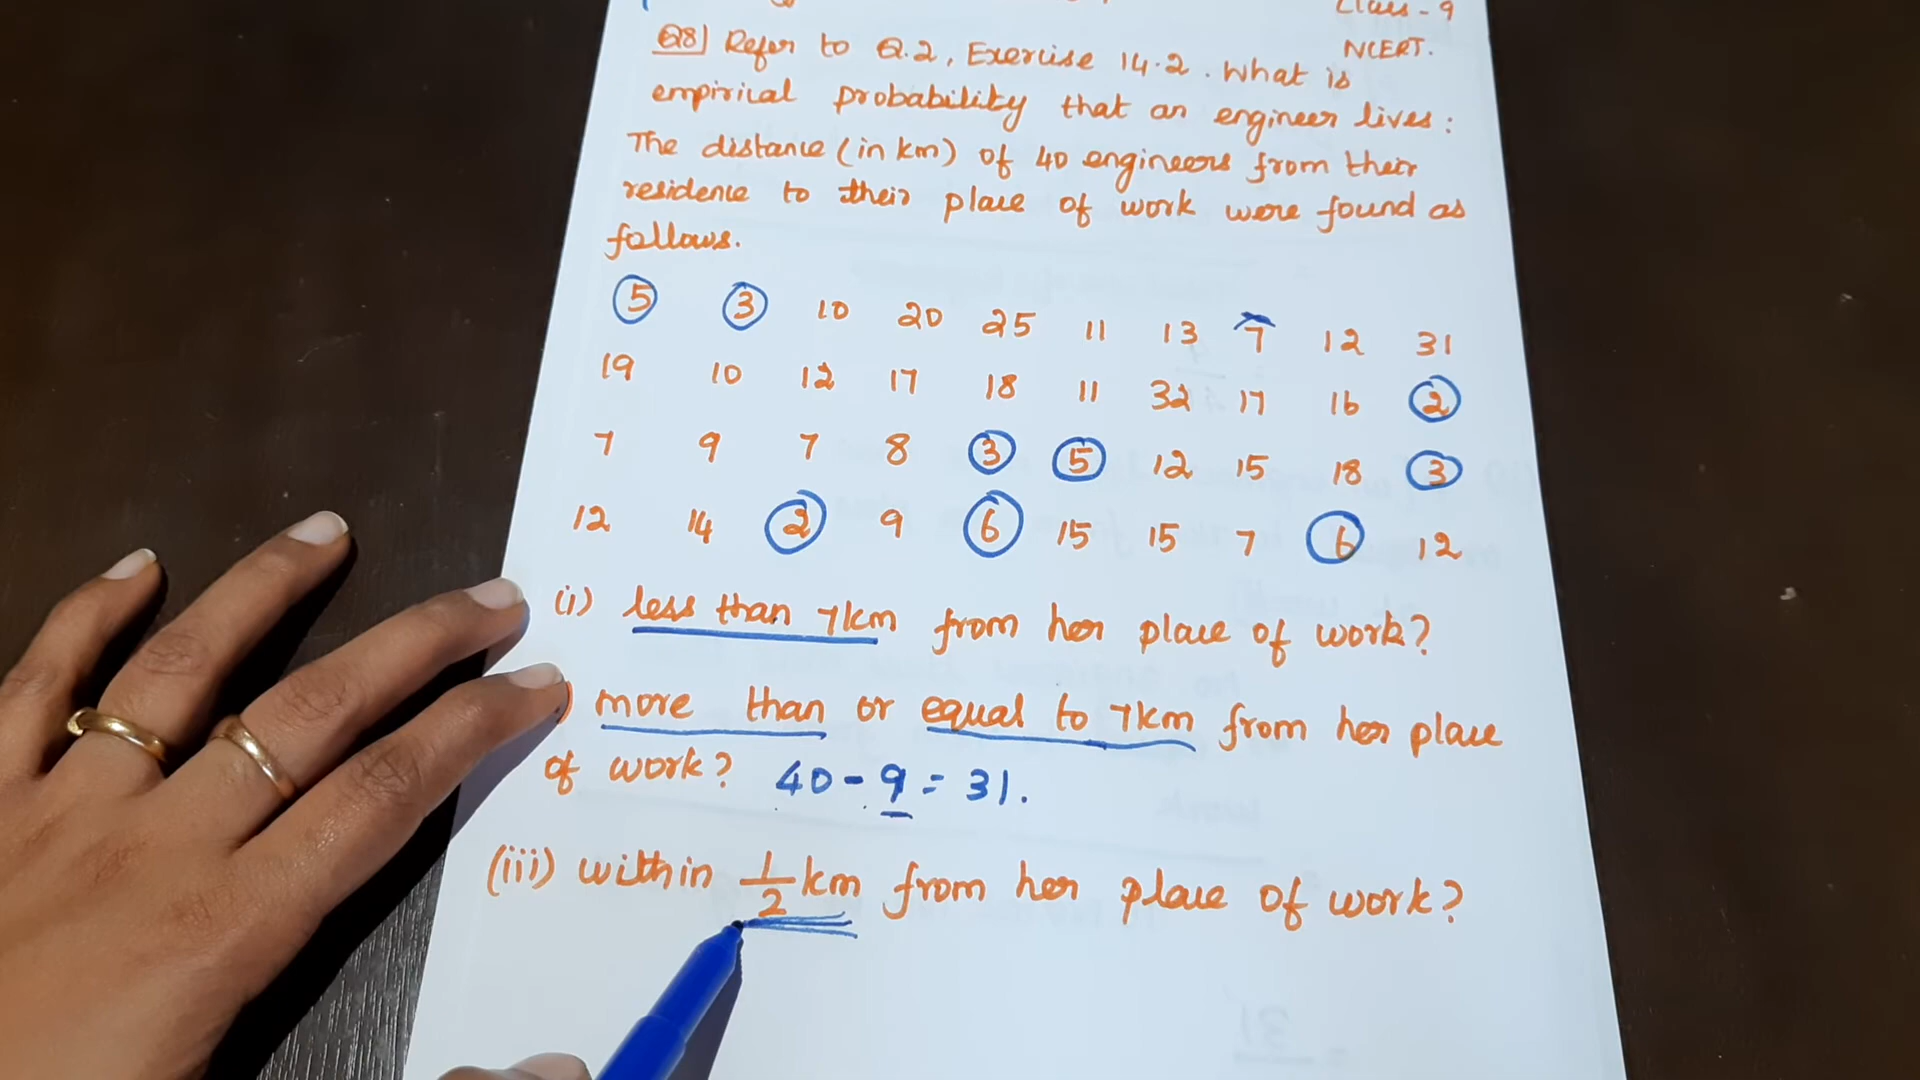 Class - 9
Q8) Refer to Q.2, Exercise 14.2. What is
NCERT.
empirical probability that an engineer lives:
The distance (in km) of 40 engineers from their
residence to their place of work were found as
follows.
5 3 10 20 25 11 13 7 12 31
19 10 12 17 18 11 32 17 16 2
7 9 7 8 3 5 12 15 18 3
12 14 2 9 6 15 15 7 6 12
(i) less than 7km from her place of work?
) more than or equal to 7km from her place
of work? 40 - 9 = 31.
(iii) within 1/2 km from her place of work?